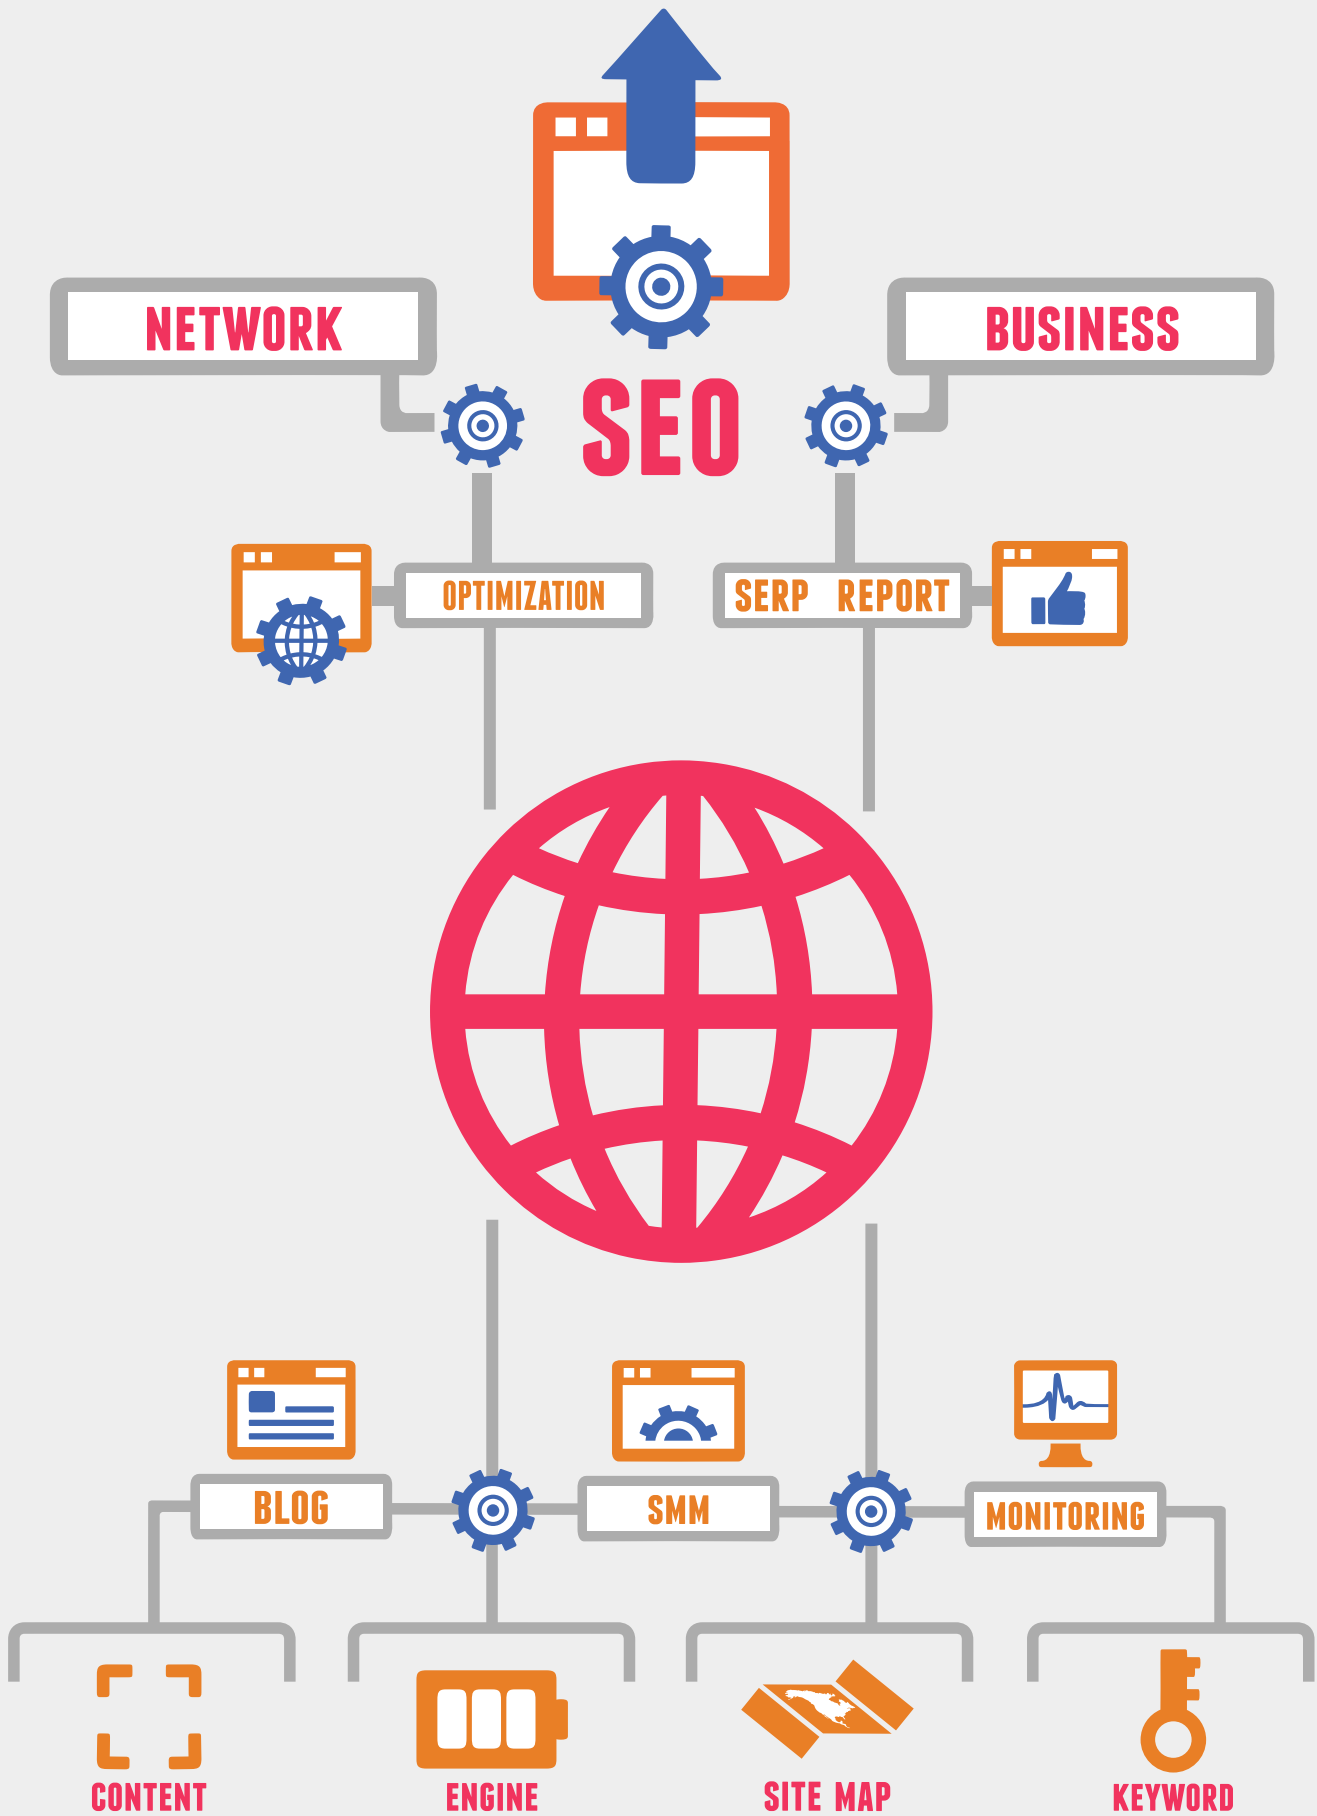 NETWORK
BUSINESS
SEO
OPTIMIZATION
SERP REPORT
BLOG
SMM
MONITORING
CONTENT
ENGINE
SITE MAP
KEYWORD